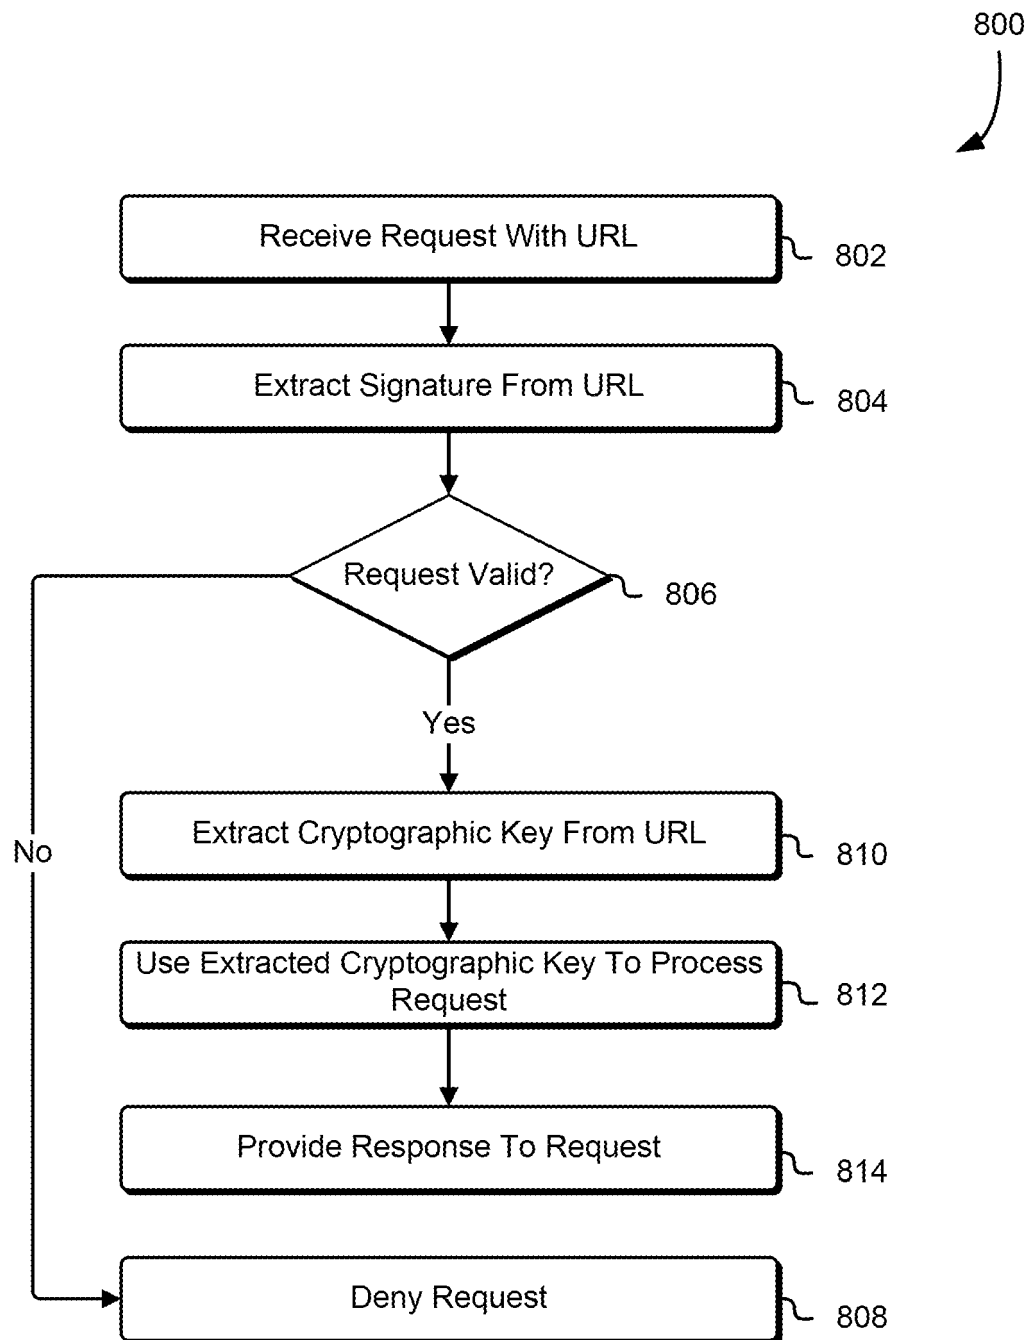 800
Receive Request With URL
802
Extract Signature From URL
804
Request Valid?
806
Yes
Extract Cryptographic Key From URL
810
No
Use Extracted Cryptographic Key To Process
Request
812
Provide Response To Request
814
Deny Request
808